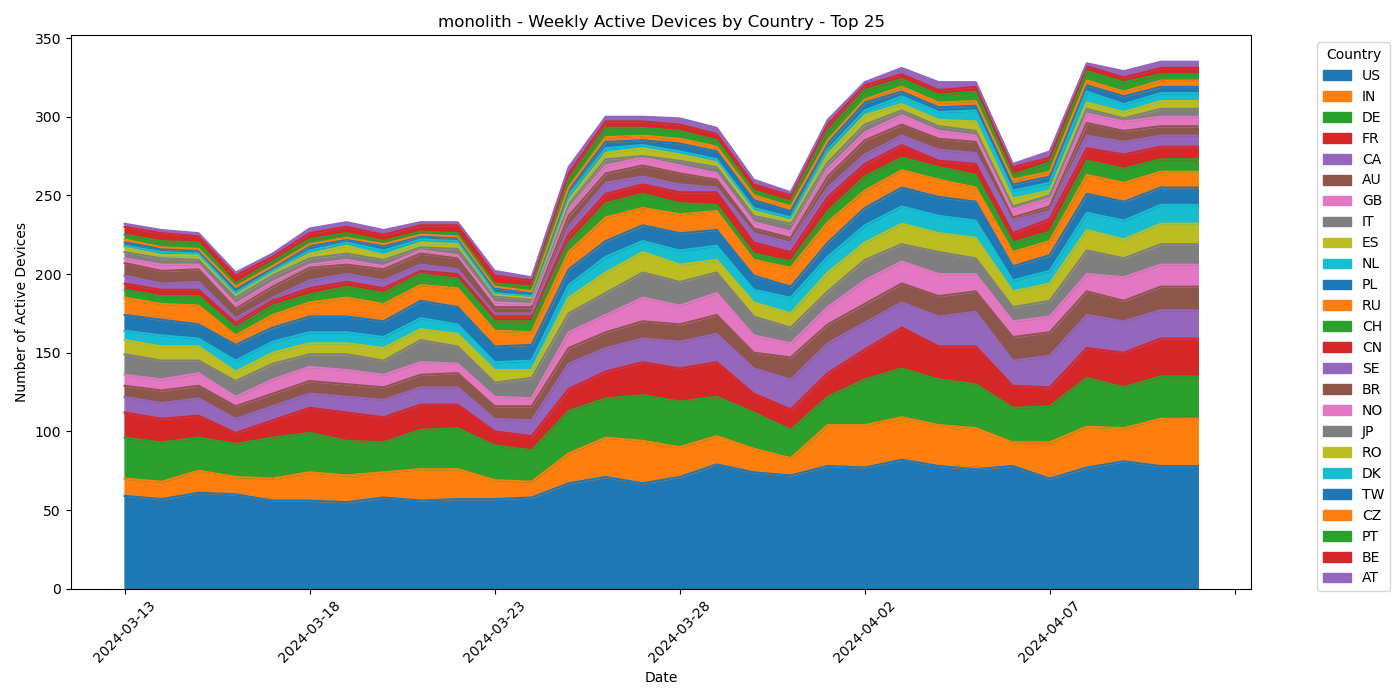 monolith - Weekly Active Devices by Country - Top 25
Number of Active Devices
350
300
250
200
150
100
50
0
2024-03-13
2024-03-18
2024-03-23
2024-03-28
2024-04-02
2024-04-07
Date
Country
US
IN
DE
FR
CA
AU
GB
IT
ES
NL
PL
RU
CH
CN
SE
BR
NO
JP
RO
DK
TW
CZ
PT
BE
AT